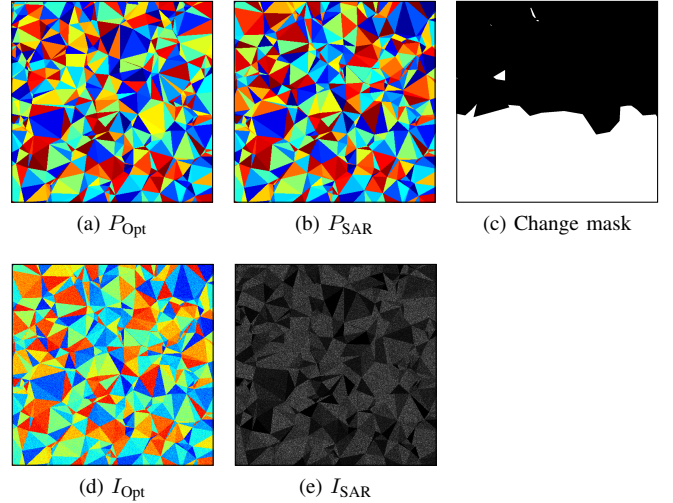 (a) P_Opt
(b) P_SAR
(c) Change mask
(d) I_Opt
(e) I_SAR